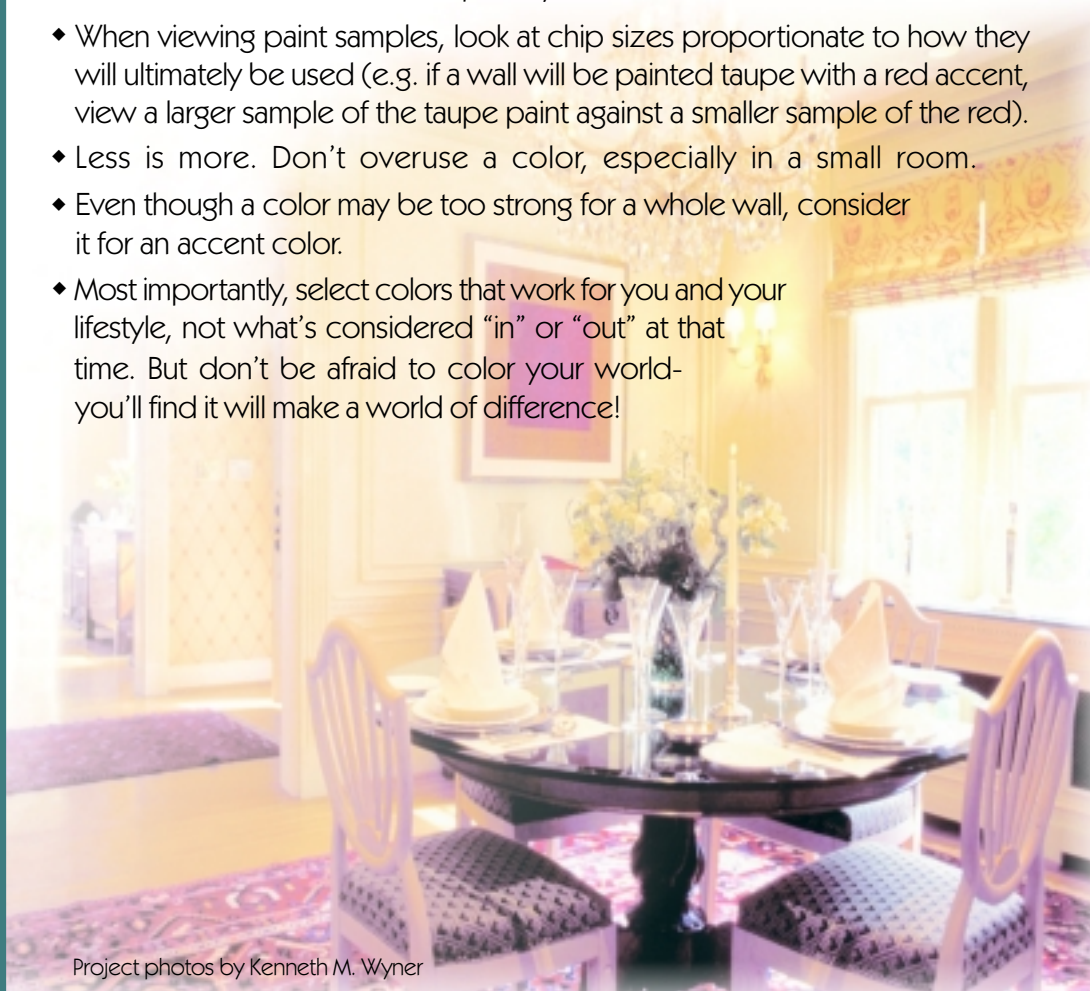 ◆ When viewing paint samples, look at chip sizes proportionate to how they
will ultimately be used (e.g. if a wall will be painted taupe with a red accent,
view a larger sample of the taupe paint against a smaller sample of the red).
◆ Less is more. Don't overuse a color, especially in a small room.
◆ Even though a color may be too strong for a whole wall, consider
it for an accent color.
◆ Most importantly, select colors that work for you and your
lifestyle, not what's considered “in” or “out” at that
time. But don't be afraid to color your world-
you'll find it will make a world of difference!
Project photos by Kenneth M. Wyner